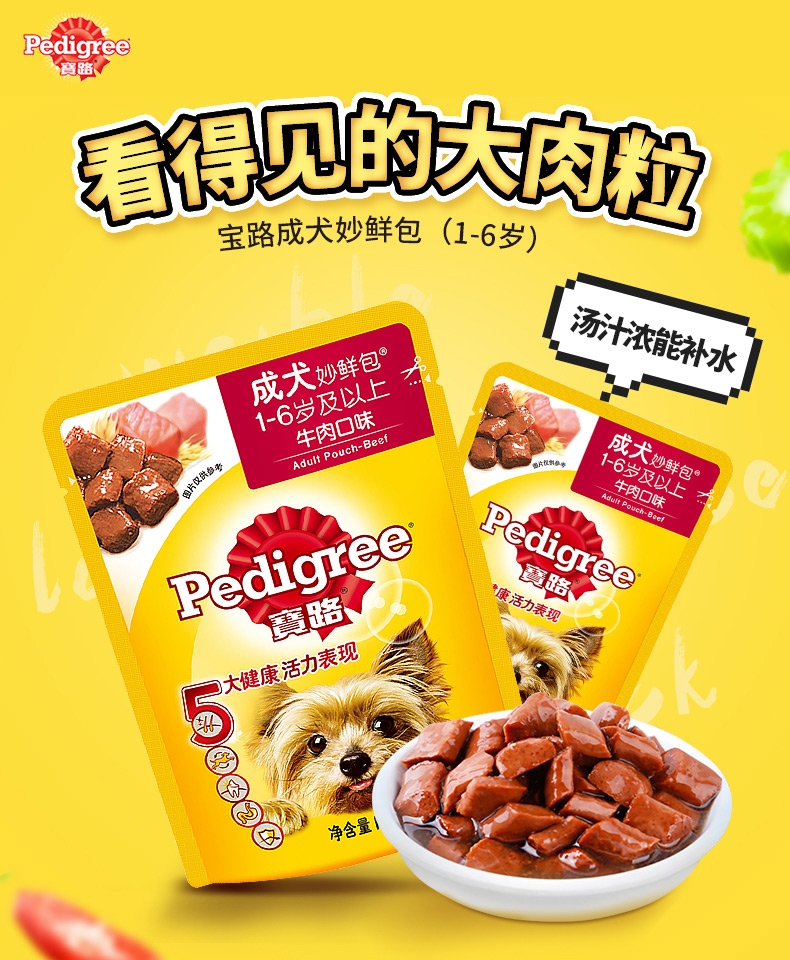 Pedigree
寶路
看得见的大肉粒
宝路成犬妙鲜包（1-6岁）
汤汁浓能补水
成犬妙鲜包®
1-6岁及以上
牛肉口味
Adult Pouch-Beef
图片仅供参考
Pedigree®
寶路
5大健康 活力表现
净含量
成犬妙鲜包®
1-6岁及以上
牛肉口味
Adult Pouch-Beef
图片仅供参考
Pedigree
寶路
健康 活力表现